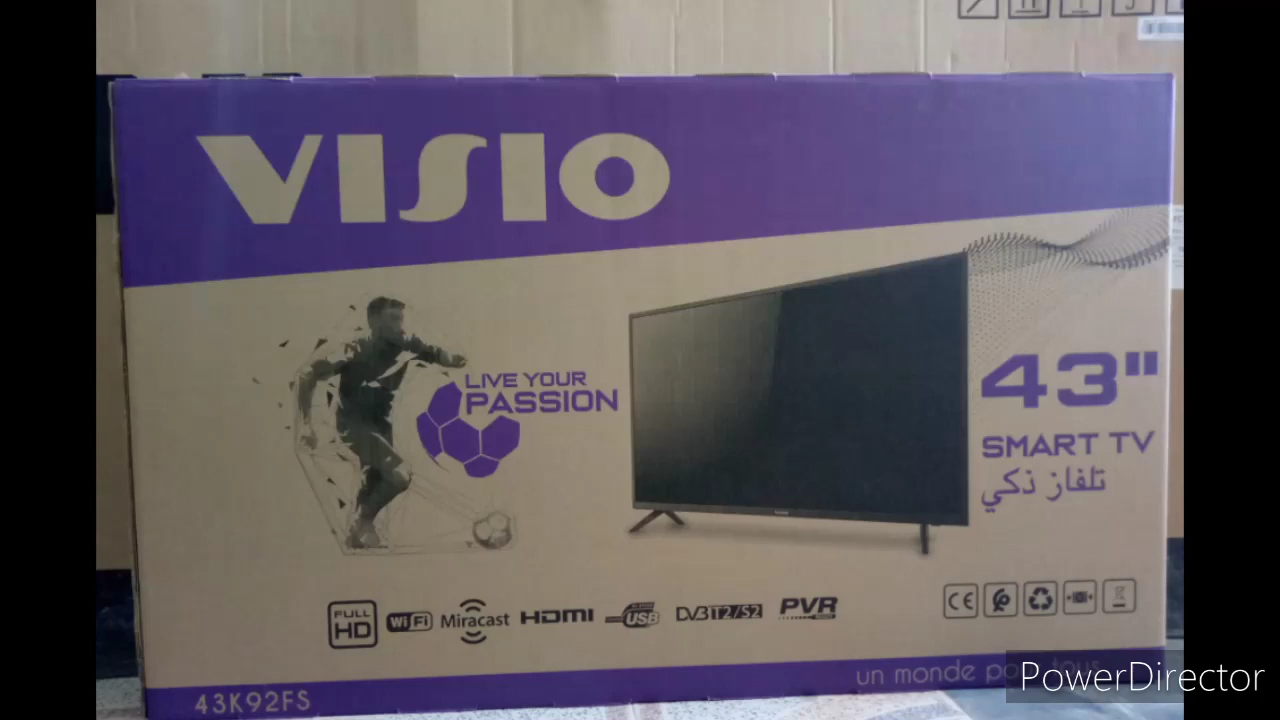 VISIO
LIVE YOUR
PASSION
43"
SMART TV
تلفاز ذكي
FULL
HD
WiFi
Miracast
HDMI
USB
DVB T2/S2
PVR
CE
un monde
43K92FS
PowerDirector